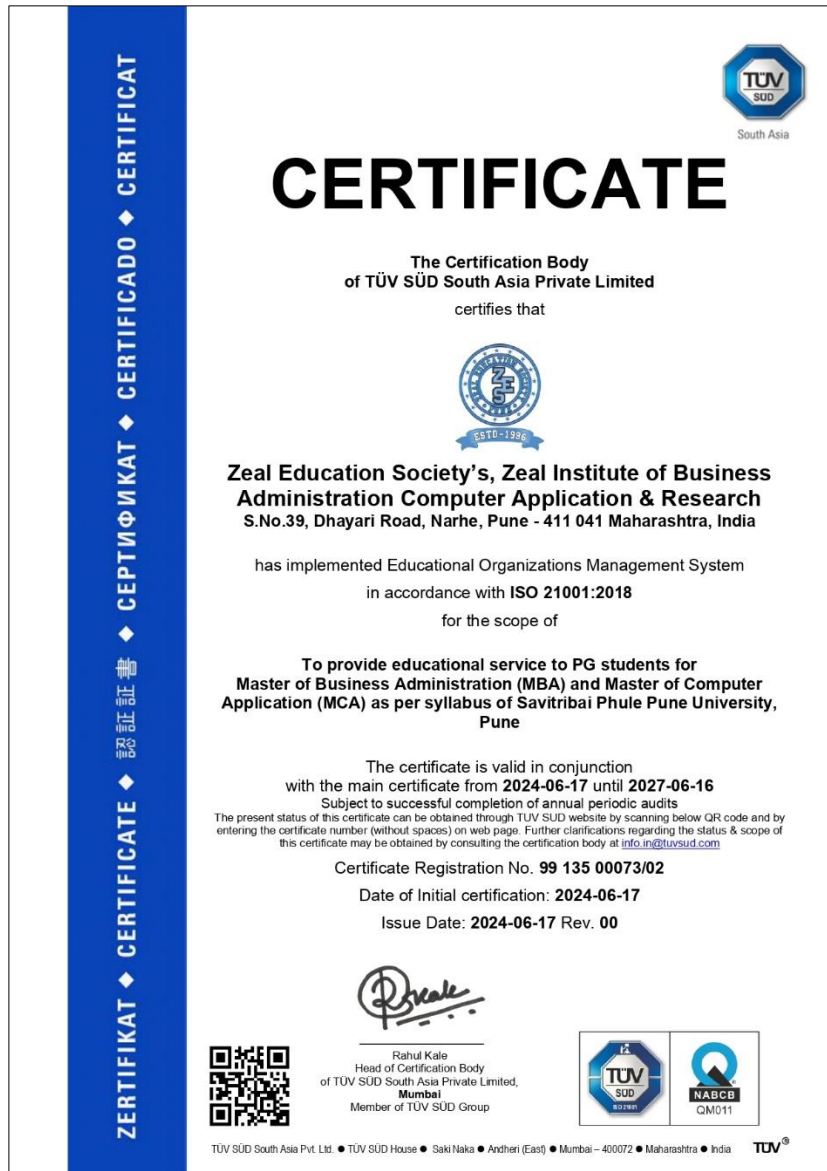 ZERTIFIKAT ◆ CERTIFICATE ◆ 認証証書 ◆ СЕРТИФИКАТ ◆ CERTIFICADO ◆ CERTIFICAT
TÜV
SÜD
South Asia
CERTIFICATE
The Certification Body
of TÜV SÜD South Asia Private Limited
certifies that
ZEAL EDUCATION SOCIETY
ZES
PUNE
ESTD-1996
Zeal Education Society’s, Zeal Institute of Business
Administration Computer Application & Research
S.No.39, Dhayari Road, Narhe, Pune - 411 041 Maharashtra, India
has implemented Educational Organizations Management System
in accordance with ISO 21001:2018
for the scope of
To provide educational service to PG students for
Master of Business Administration (MBA) and Master of Computer
Application (MCA) as per syllabus of Savitribai Phule Pune University,
Pune
The certificate is valid in conjunction
with the main certificate from 2024-06-17 until 2027-06-16
Subject to successful completion of annual periodic audits
The present status of this certificate can be obtained through TUV SUD website by scanning below QR code and by
entering the certificate number (without spaces) on web page. Further clarifications regarding the status & scope of
this certificate may be obtained by consulting the certification body at info.in@tuvsud.com
Certificate Registration No. 99 135 00073/02
Date of Initial certification: 2024-06-17
Issue Date: 2024-06-17 Rev. 00
Rahul Kale
Head of Certification Body
of TÜV SÜD South Asia Private Limited,
Mumbai
Member of TÜV SÜD Group
TÜV
SÜD
ISO 21001
NABCB
QM011
TÜV SÜD South Asia Pvt. Ltd. ● TÜV SÜD House ● Saki Naka ● Andheri (East) ● Mumbai – 400072 ● Maharashtra ● India
TÜV®